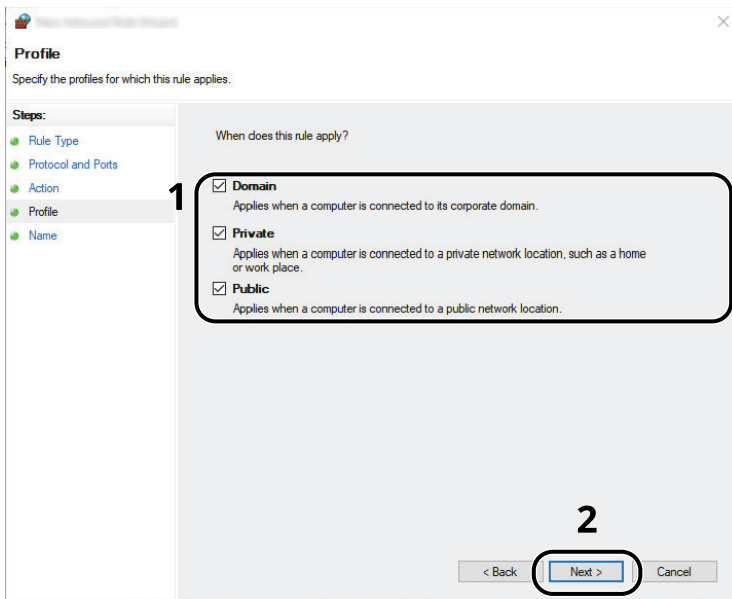 Profile
Specify the profiles for which this rule applies.
Steps:
Rule Type
Protocol and Ports
Action
Profile
Name
When does this rule apply?
1
Domain
Applies when a computer is connected to its corporate domain.
Private
Applies when a computer is connected to a private network location, such as a home
or work place.
Public
Applies when a computer is connected to a public network location.
2
< Back
Next >
Cancel